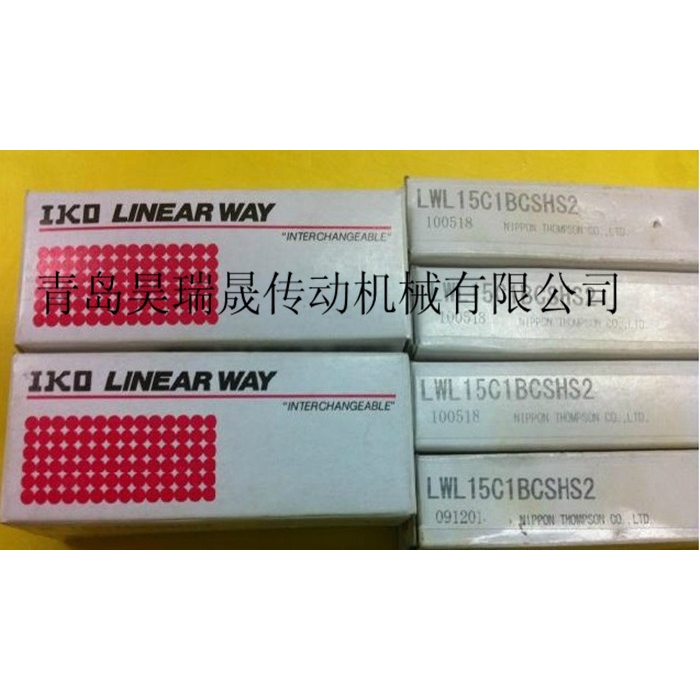 IKO LINEAR WAY
"INTERCHANGEABLE"
LWL15C1BCSHS2
100518 NIPPON THOMPSON CO.,LTD.
青岛昊瑞晟传动机械有限公司
LWL15C1BCSHS2
100518 NIPPON THOMPSON CO.,LTD.
IKO LINEAR WAY
"INTERCHANGEABLE"
LWL15C1BCSHS2
100518 NIPPON THOMPSON CO.,LTD.
LWL15C1BCSHS2
091201 NIPPON THOMPSON CO.,LTD.